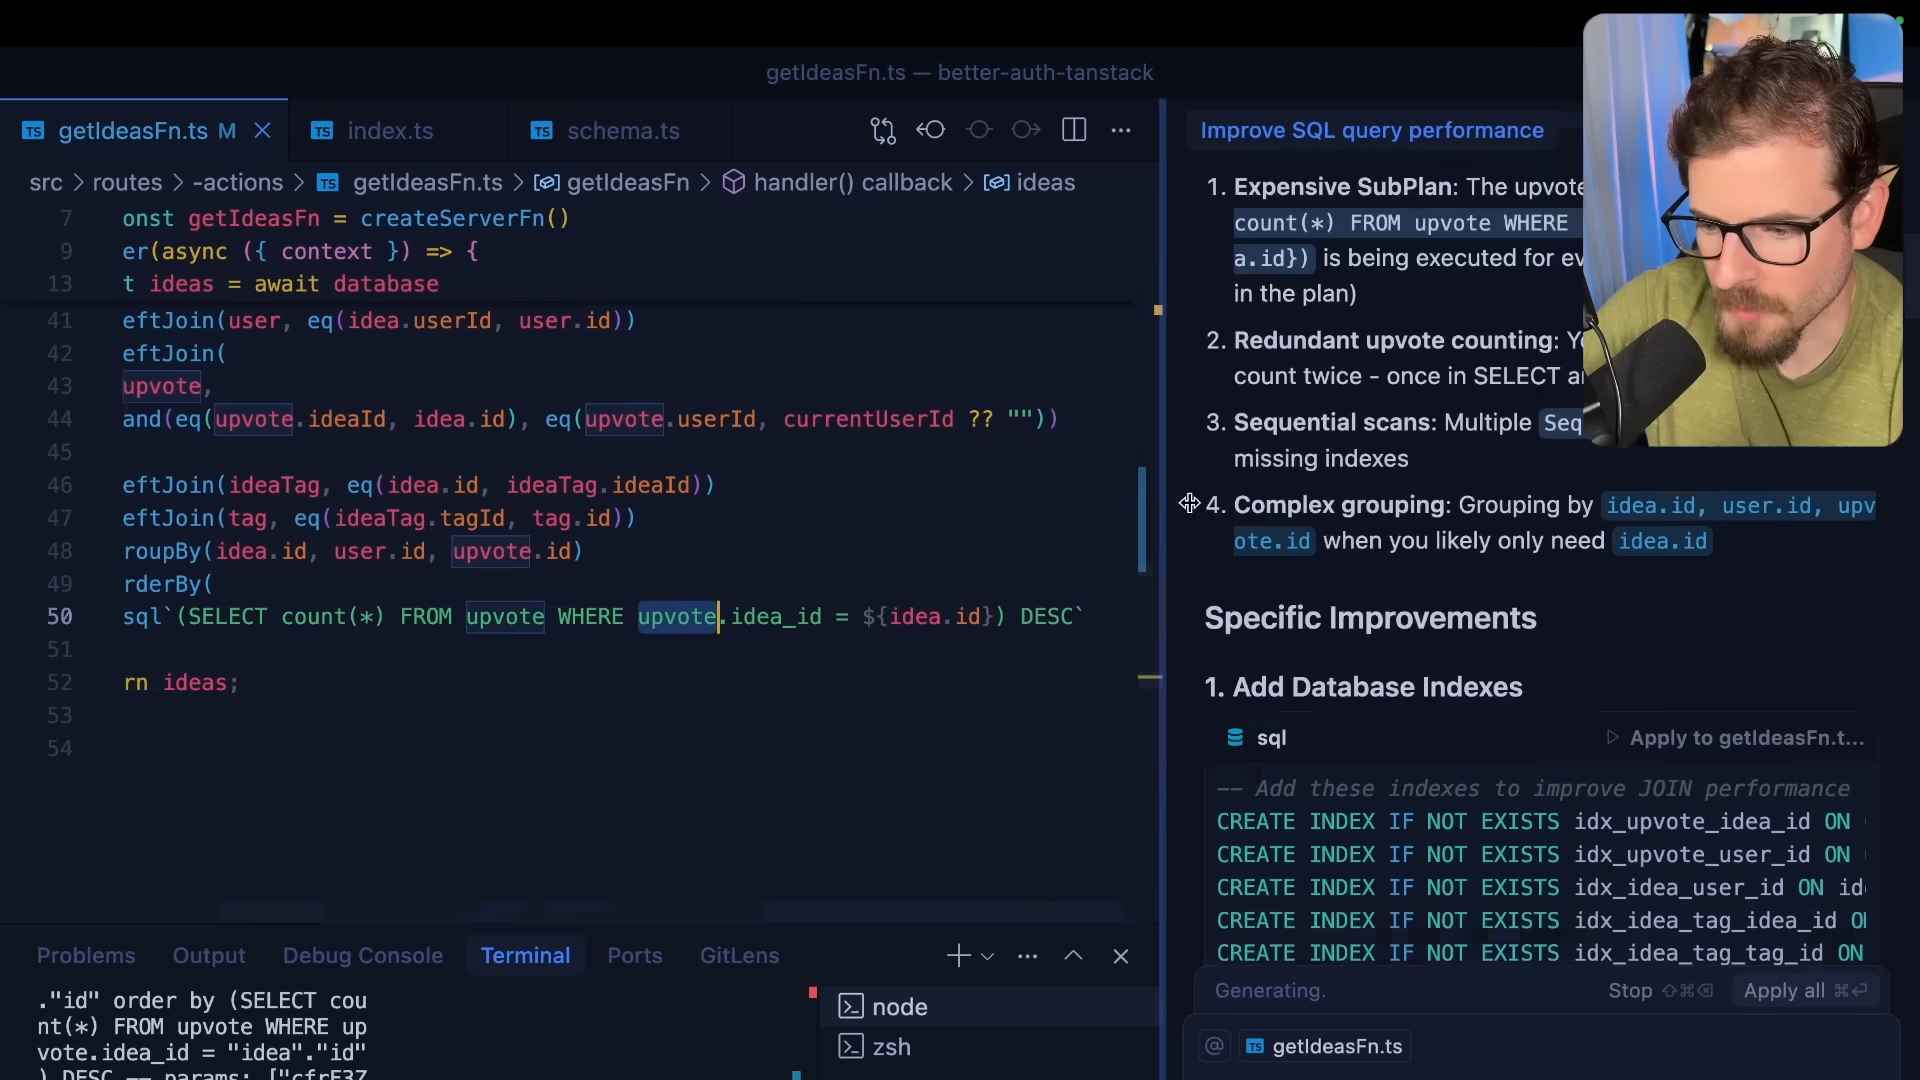 getIdeasFn.ts — better-auth-tanstack
TS getIdeasFn.ts M
TS index.ts
TS schema.ts
src > routes > -actions > TS getIdeasFn.ts > getIdeasFn > handler() callback > ideas
7 onst getIdeasFn = createServerFn()
9 er(async ({ context }) => {
13 t ideas = await database
41 eftJoin(user, eq(idea.userId, user.id))
42 eftJoin(
43 upvote,
44 and(eq(upvote.ideaId, idea.id), eq(upvote.userId, currentUserId ?? ""))
45
46 eftJoin(ideaTag, eq(idea.id, ideaTag.ideaId))
47 eftJoin(tag, eq(ideaTag.tagId, tag.id))
48 roupBy(idea.id, user.id, upvote.id)
49 rderBy(
50 sql`(SELECT count(*) FROM upvote WHERE upvote.idea_id = ${idea.id}) DESC`
51
52 rn ideas;
53
54
Problems
Output
Debug Console
Terminal
Ports
GitLens
."id" order by (SELECT cou
nt(*) FROM upvote WHERE up
vote.idea_id = "idea"."id"
) DESC -- params: ["cfrE3Z
node
zsh
Improve SQL query performance
1. Expensive SubPlan: The upvote
count(*) FROM upvote WHERE
a.id}) is being executed for ev
in the plan)
2. Redundant upvote counting:
count twice - once in SELECT
3. Sequential scans: Multiple Seq
missing indexes
4. Complex grouping: Grouping by idea.id, user.id, upv
ote.id when you likely only need idea.id
Specific Improvements
1. Add Database Indexes
sql
Apply to getIdeasFn.t...
-- Add these indexes to improve JOIN performance
CREATE INDEX IF NOT EXISTS idx_upvote_idea_id ON
CREATE INDEX IF NOT EXISTS idx_upvote_user_id ON
CREATE INDEX IF NOT EXISTS idx_idea_user_id ON
CREATE INDEX IF NOT EXISTS idx_idea_tag_idea_id
CREATE INDEX IF NOT EXISTS idx_idea_tag_tag_id ON
Generating.
Stop ⇧⌘⌫
Apply all ⌘⏎
@
TS getIdeasFn.ts